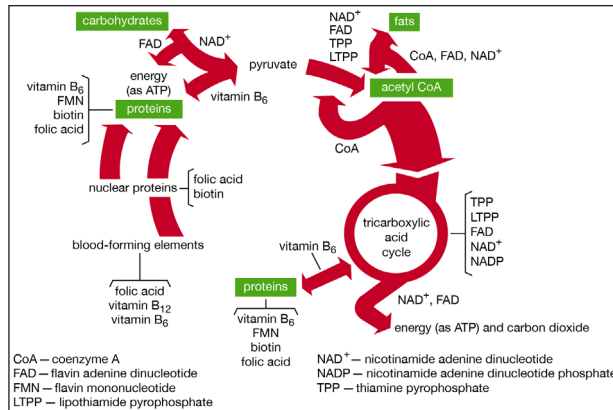 carbohydrates
FAD
NAD+
energy
(as ATP)
vitamin B6
FMN
biotin
folic acid
proteins
pyruvate
vitamin B6
NAD+
FAD
TPP
LTPP
fats
CoA, FAD, NAD+
acetyl CoA
CoA
nuclear proteins
folic acid
biotin
blood-forming elements
folic acid
vitamin B12
vitamin B6
tricarboxylic
acid
cycle
TPP
LTPP
FAD
NAD+
NADP
vitamin B6
proteins
vitamin B6
FMN
biotin
folic acid
NAD+, FAD
energy (as ATP) and carbon dioxide
CoA — coenzyme A
FAD — flavin adenine dinucleotide
FMN — flavin mononucleotide
LTPP — lipothiamide pyrophosphate
NAD+ — nicotinamide adenine dinucleotide
NADP — nicotinamide adenine dinucleotide phosphate
TPP — thiamine pyrophosphate